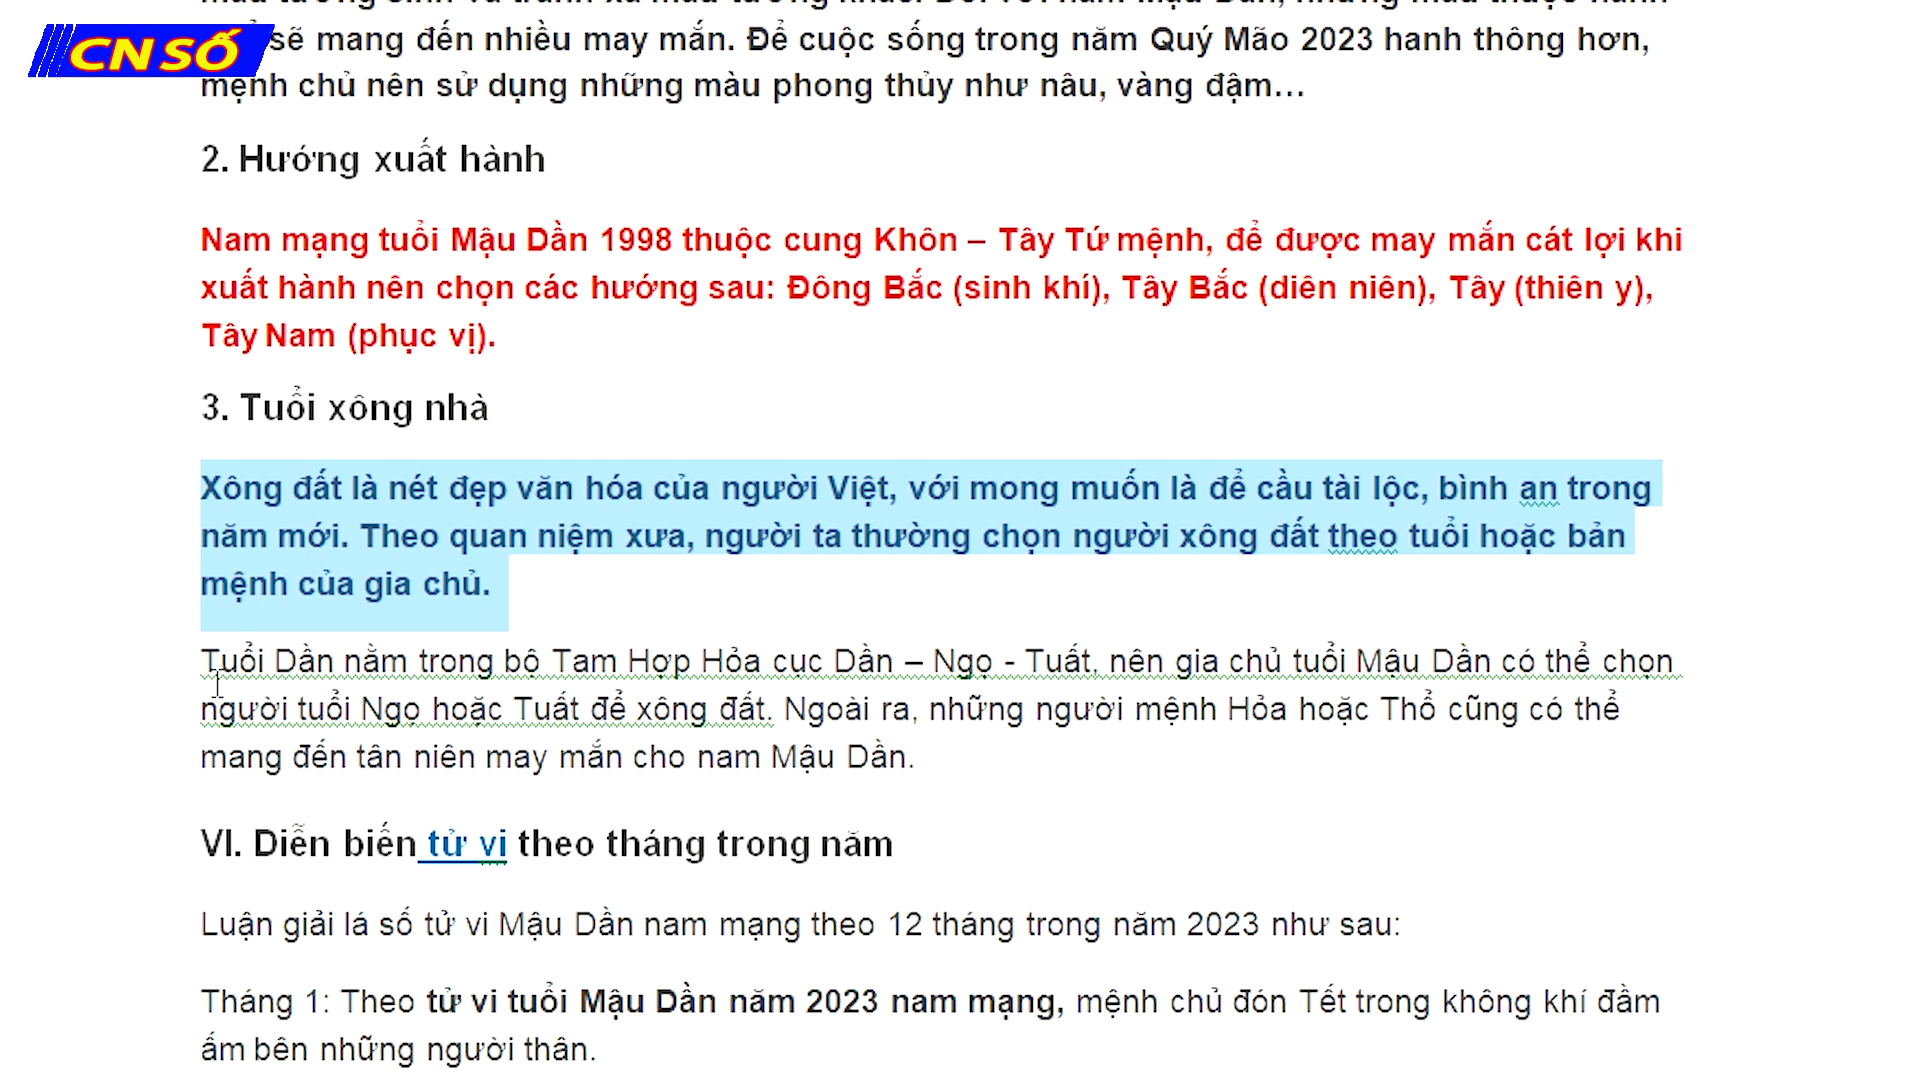 CN SỐ
sẽ mang đến nhiều may mắn. Để cuộc sống trong năm Quý Mão 2023 hanh thông hơn,
mệnh chủ nên sử dụng những màu phong thủy như nâu, vàng đậm...
2. Hướng xuất hành
Nam mạng tuổi Mậu Dần 1998 thuộc cung Khôn – Tây Tứ mệnh, để được may mắn cát lợi khi
xuất hành nên chọn các hướng sau: Đông Bắc (sinh khí), Tây Bắc (diên niên), Tây (thiên y),
Tây Nam (phục vị).
3. Tuổi xông nhà
Xông đất là nét đẹp văn hóa của người Việt, với mong muốn là để cầu tài lộc, bình an trong
năm mới. Theo quan niệm xưa, người ta thường chọn người xông đất theo tuổi hoặc bản
mệnh của gia chủ.
Tuổi Dần nằm trong bộ Tam Hợp Hỏa cục Dần – Ngọ - Tuất, nên gia chủ tuổi Mậu Dần có thể chọn
người tuổi Ngọ hoặc Tuất để xông đất. Ngoài ra, những người mệnh Hỏa hoặc Thổ cũng có thể
mang đến tân niên may mắn cho nam Mậu Dần.
VI. Diễn biến tử vi theo tháng trong năm
Luận giải lá số tử vi Mậu Dần nam mạng theo 12 tháng trong năm 2023 như sau:
Tháng 1: Theo tử vi tuổi Mậu Dần năm 2023 nam mạng, mệnh chủ đón Tết trong không khí đầm
ấm bên những người thân.